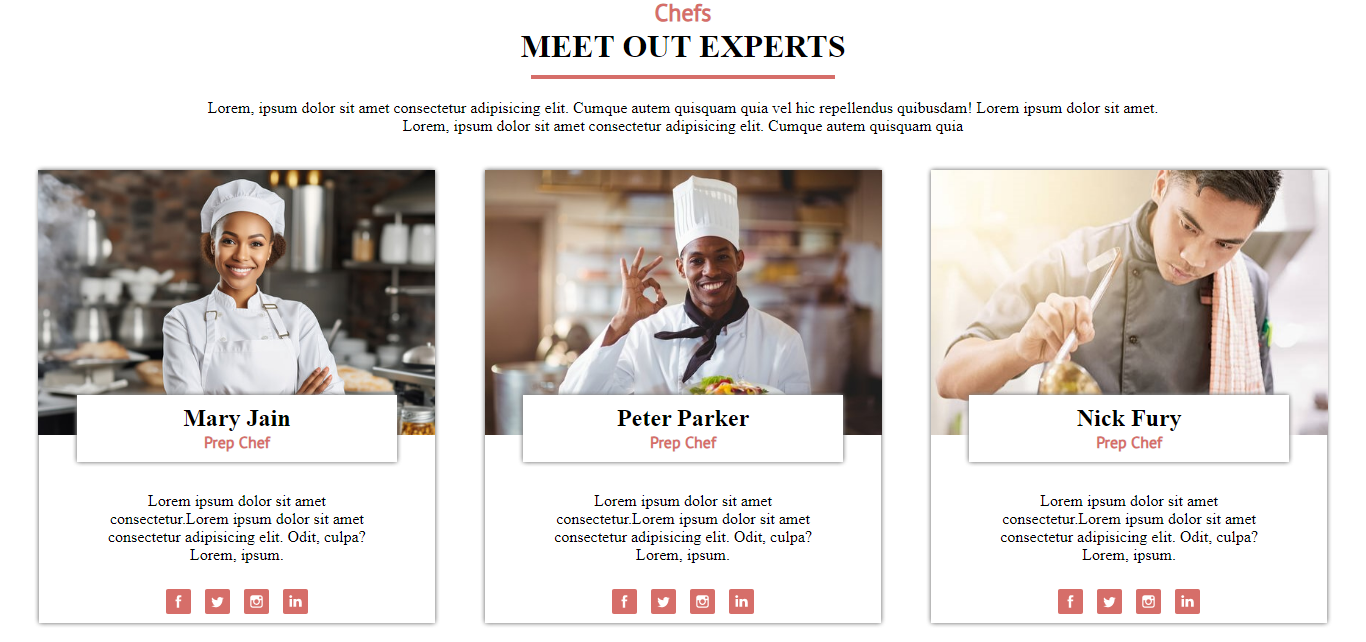 Chefs
MEET OUT EXPERTS
Lorem, ipsum dolor sit amet consectetur adipisicing elit. Cumque autem quisquam quia vel hic repellendus quibusdam! Lorem ipsum dolor sit amet.
Lorem, ipsum dolor sit amet consectetur adipisicing elit. Cumque autem quisquam quia
Mary Jain
Prep Chef
Lorem ipsum dolor sit amet
consectetur.Lorem ipsum dolor sit amet
consectetur adipisicing elit. Odit, culpa?
Lorem, ipsum.
f
in
Peter Parker
Prep Chef
Lorem ipsum dolor sit amet
consectetur.Lorem ipsum dolor sit amet
consectetur adipisicing elit. Odit, culpa?
Lorem, ipsum.
f
in
Nick Fury
Prep Chef
Lorem ipsum dolor sit amet
consectetur.Lorem ipsum dolor sit amet
consectetur adipisicing elit. Odit, culpa?
Lorem, ipsum.
f
in